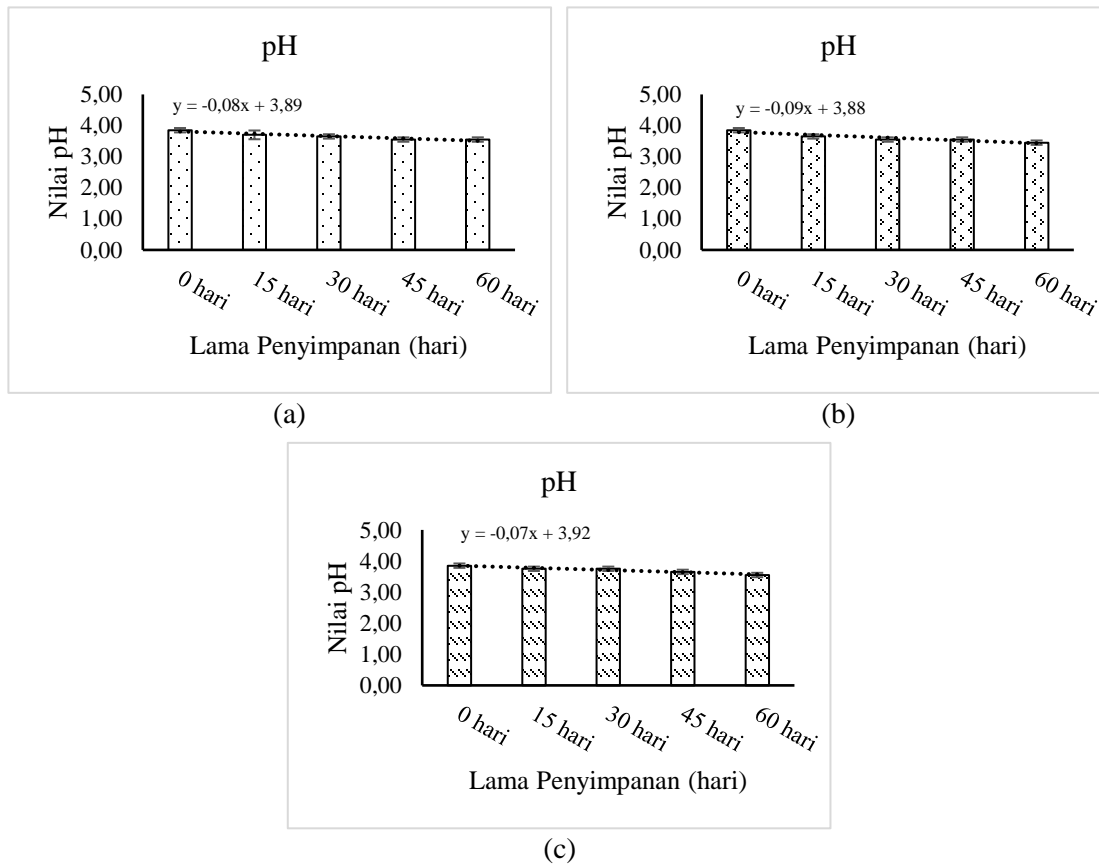 pH
y = -0,08x + 3,89
5,00
4,00
3,00
2,00
1,00
0,00
Nilai pH
0 hari
15 hari
30 hari
45 hari
60 hari
Lama Penyimpanan (hari)
(a)
pH
y = -0,09x + 3,88
5,00
4,00
3,00
2,00
1,00
0,00
Nilai pH
0 hari
15 hari
30 hari
45 hari
60 hari
Lama Penyimpanan (hari)
(b)
pH
y = -0,07x + 3,92
5,00
4,00
3,00
2,00
1,00
0,00
Nilai pH
0 hari
15 hari
30 hari
45 hari
60 hari
Lama Penyimpanan (hari)
(c)